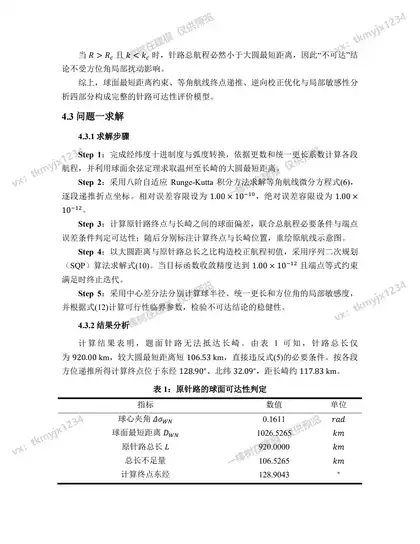 当 R > R_c 且 k < k_c 时，针路总航程必然小于大圆最短距离，因此“不可达”结
论不受方位角局部扰动影响。
综上，球面最短距离约束、等角航线终点递推、逆向校正优化与局部敏感性分
析四部分构成完整的针路可达性评价模型。
4.3 问题一求解
4.3.1 求解步骤
Step 1：完成经纬度十进制度与弧度转换，依据更数和统一更长系数计算各段
航程，并利用球面余弦定理求取温州至长崎的大圆最短距离。
Step 2：采用八阶自适应 Runge-Kutta 积分方法求解等角航线微分方程式(6)，
逐段递推折点坐标。相对误差容限设为 1.00 × 10⁻¹⁰，绝对误差容限设为 1.00 ×
10⁻¹²。
Step 3：计算原针路终点与长崎之间的球面偏差，联合总航程必要条件与端点
误差条件判定可达性；随后分别标注计算终点与长崎位置，重绘原航线示意图。
Step 4：以大圆距离与原针路总长之比构造校正航程初值，采用序列二次规划
（SQP）算法求解式(10)。当目标函数收敛精度达到 1.00 × 10⁻¹² 且端点等式约束
满足时终止迭代。
Step 5：采用中心差分法分别计算球半径、统一更长和方位角的局部敏感度，
并根据式(12)计算可行性临界参数，检验不可达结论的稳健性。
4.3.2 结果分析
计算结果表明，题面针路无法抵达长崎。由表 1 可知，针路总长仅
为 920.00 km，较大圆最短距离短 106.53 km，直接违反式(5)的必要条件。按各段
方位递推所得计算终点位于东经 128.90°、北纬 32.09°，距长崎约 117.83 km。
表 1：原针路的球面可达性判定
指标 数值 单位
球心夹角 Δσ_WN 0.1611 rad
球面最短距离 D_WN 1026.5265 km
原针路总长 L 920.0000 km
总长不足量 106.5265 km
计算终点东经 128.9043 °
vx: tkmyjx1234
vx: tkmyjx1234
vx: tkmyjx1234
vx: tkmyjx1234